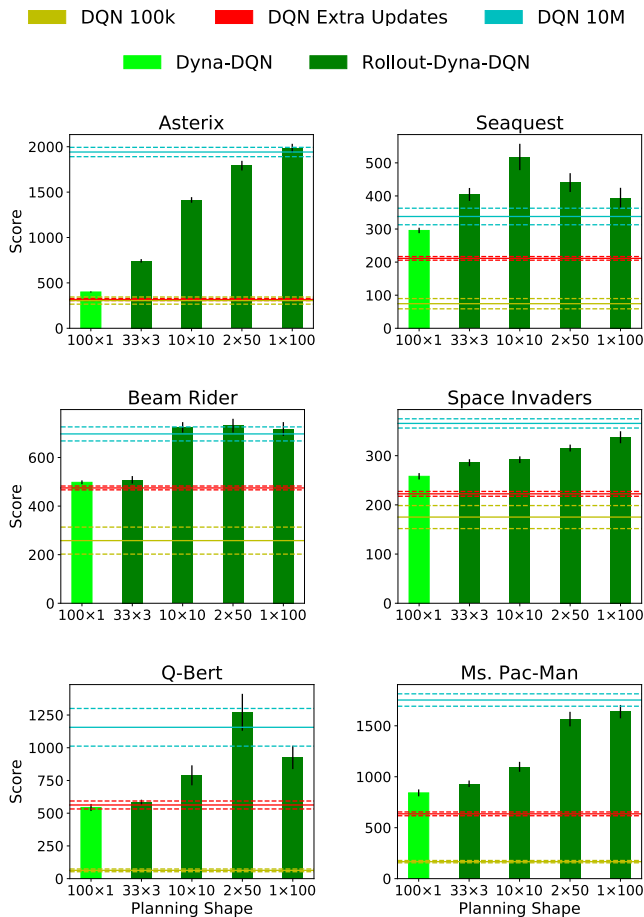 DQN 100k DQN Extra Updates DQN 10M
Dyna-DQN Rollout-Dyna-DQN
Asterix
2000
1500
1000
500
0
Score
100×1 33×3 10×10 2×50 1×100
Seaquest
500
400
300
200
100
0
100×1 33×3 10×10 2×50 1×100
Beam Rider
600
400
200
0
Score
100×1 33×3 10×10 2×50 1×100
Space Invaders
300
200
100
0
100×1 33×3 10×10 2×50 1×100
Q-Bert
1250
1000
750
500
250
0
Score
100×1 33×3 10×10 2×50 1×100
Planning Shape
Ms. Pac-Man
1500
1000
500
0
100×1 33×3 10×10 2×50 1×100
Planning Shape